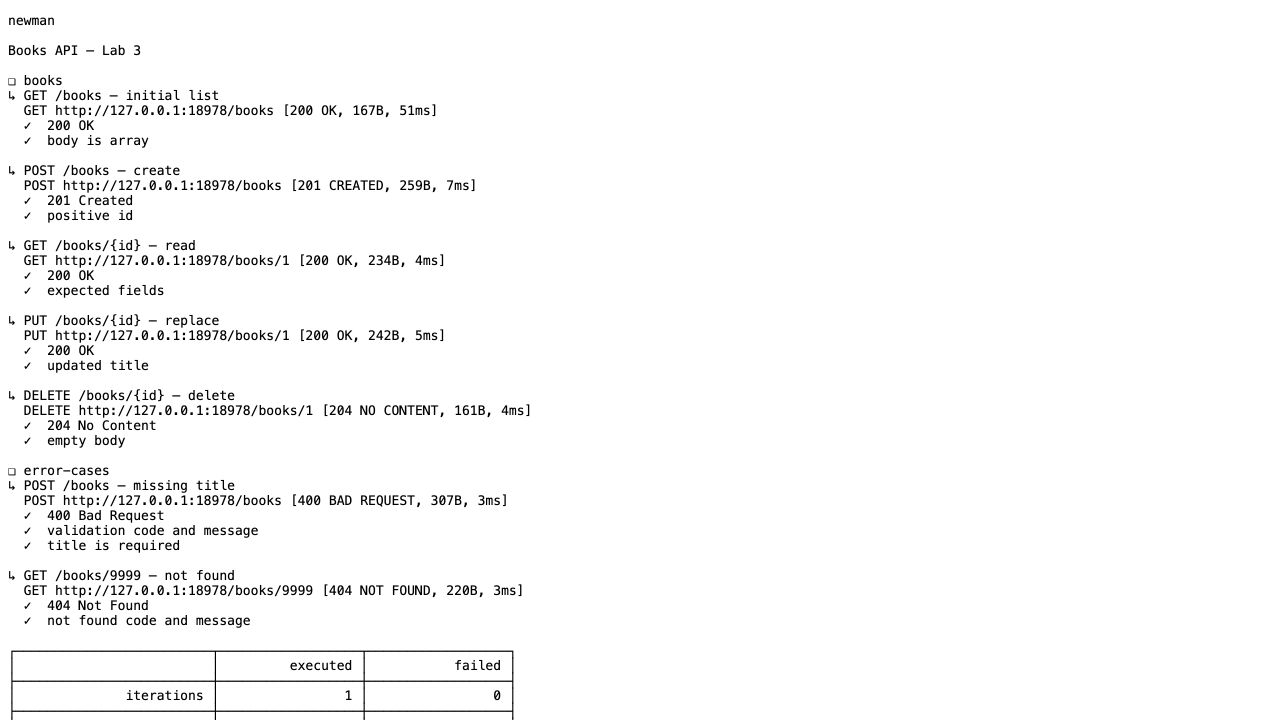 newman

Books API – Lab 3

❏ books
↳ GET /books – initial list
  GET http://127.0.0.1:18978/books [200 OK, 167B, 51ms]
  ✓  200 OK
  ✓  body is array

↳ POST /books – create
  POST http://127.0.0.1:18978/books [201 CREATED, 259B, 7ms]
  ✓  201 Created
  ✓  positive id

↳ GET /books/{id} – read
  GET http://127.0.0.1:18978/books/1 [200 OK, 234B, 4ms]
  ✓  200 OK
  ✓  expected fields

↳ PUT /books/{id} – replace
  PUT http://127.0.0.1:18978/books/1 [200 OK, 242B, 5ms]
  ✓  200 OK
  ✓  updated title

↳ DELETE /books/{id} – delete
  DELETE http://127.0.0.1:18978/books/1 [204 NO CONTENT, 161B, 4ms]
  ✓  204 No Content
  ✓  empty body

❏ error-cases
↳ POST /books – missing title
  POST http://127.0.0.1:18978/books [400 BAD REQUEST, 307B, 3ms]
  ✓  400 Bad Request
  ✓  validation code and message
  ✓  title is required

↳ GET /books/9999 – not found
  GET http://127.0.0.1:18978/books/9999 [404 NOT FOUND, 220B, 3ms]
  ✓  404 Not Found
  ✓  not found code and message

executed failed
iterations 1 0